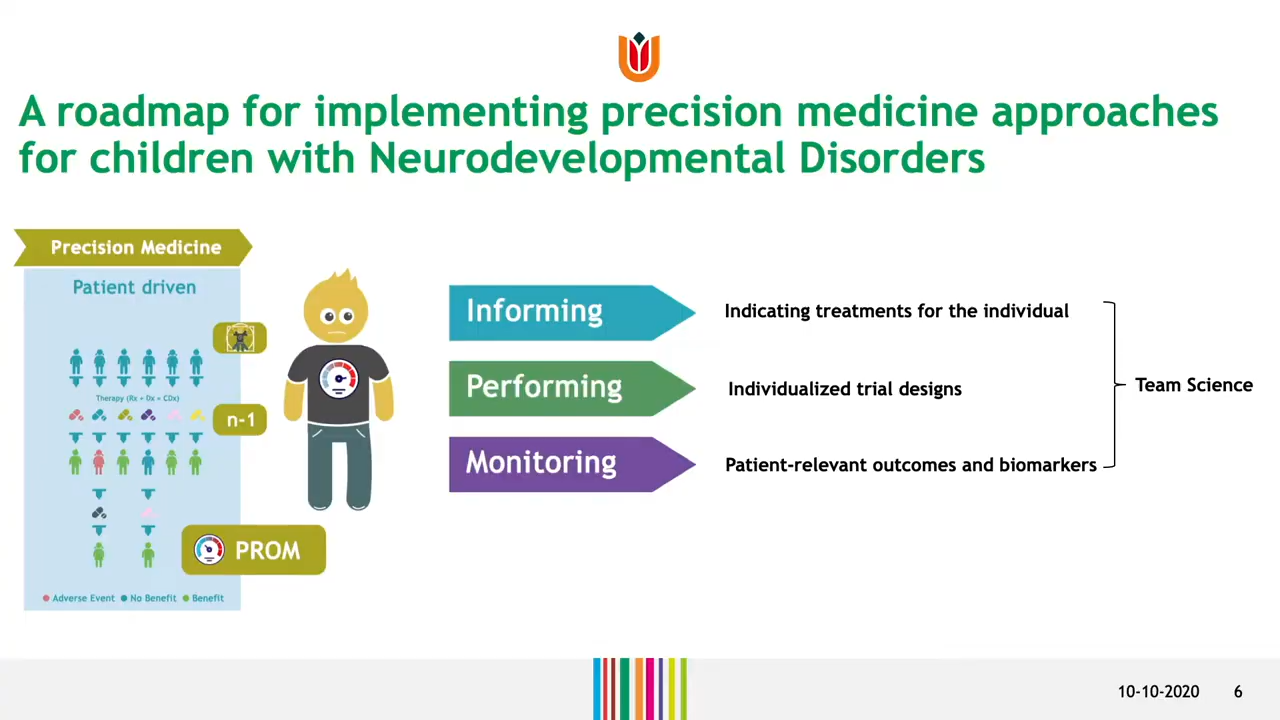 A roadmap for implementing precision medicine approaches
for children with Neurodevelopmental Disorders
Precision Medicine
Patient driven
Therapy (Rx + Dx = CDx)
n-1
PROM
Adverse Event No Benefit Benefit
Informing
Indicating treatments for the individual
Performing
Individualized trial designs
Monitoring
Patient-relevant outcomes and biomarkers
Team Science
10-10-2020 6